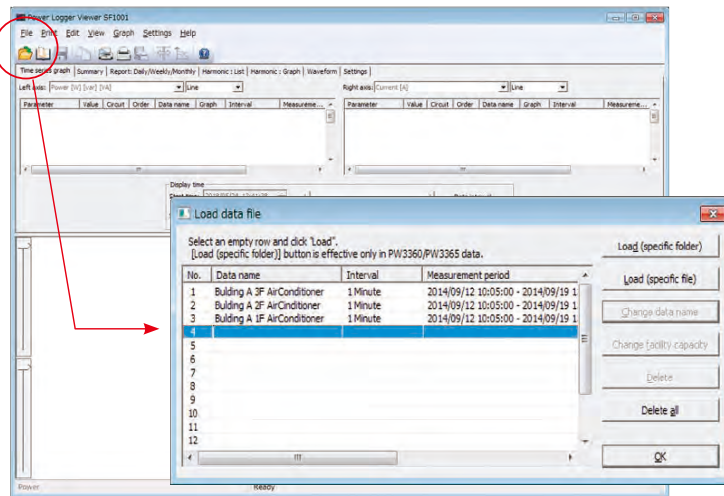 Power Logger Viewer SF1001
File Print Edit View Graph Settings Help
Time series graph Summary Report: Daily/Weekly/Monthly Harmonic : List Harmonic : Graph Waveform Settings
Left axis: Power [W] [var] [VA] Line Right axis: Current [A] Line
Parameter Value Circuit Order Data name Graph Interval Measureme... Parameter Value Circuit Order Data name Graph Interval Measureme...
Display time
Load data file
Select an empty row and click "Load".
[Load (specific folder)] button is effective only in PW3360/PW3365 data.
Load (specific folder)
No. Data name Interval Measurement period
Load (specific file)
1 Bulding A 3F AirConditioner 1 Minute 2014/09/12 10:05:00 - 2014/09/19 1
2 Bulding A 2F AirConditioner 1 Minute 2014/09/12 10:05:00 - 2014/09/19 1
3 Bulding A 1F AirConditioner 1 Minute 2014/09/12 10:05:00 - 2014/09/19 1
Change data name
4
5
Change facility capacity
6
7
Delete
8
9
10
Delete all
11
12
OK
Power Ready